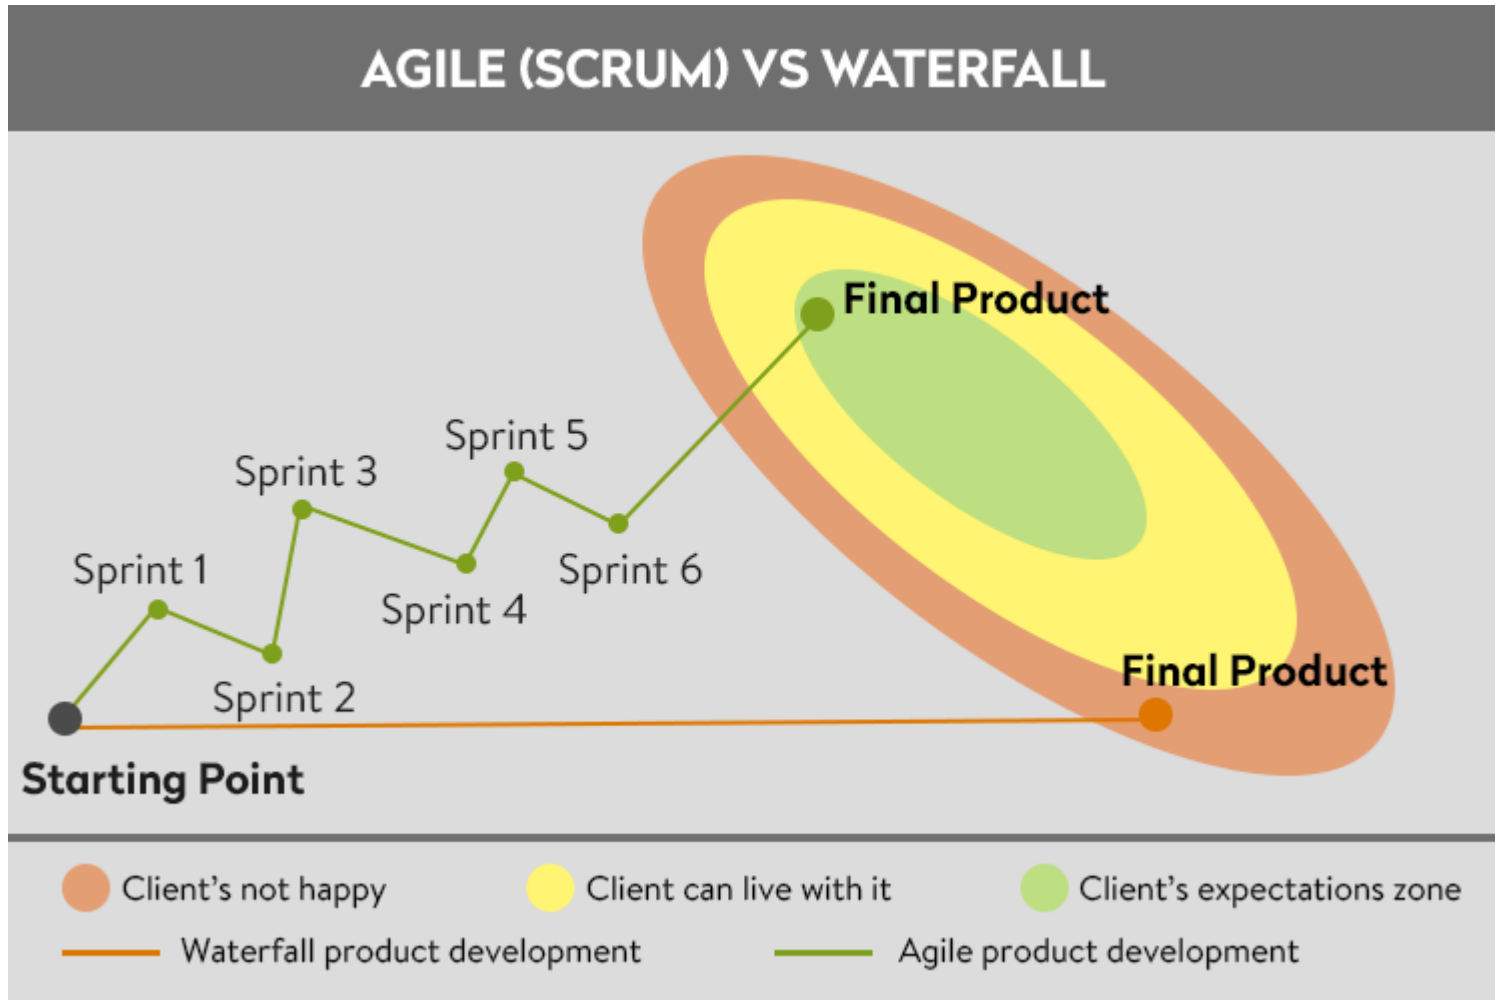 AGILE (SCRUM) VS WATERFALL
Final Product
Sprint 5
Sprint 3
Sprint 1
Sprint 6
Sprint 4
Sprint 2
Final Product
Starting Point
Client's not happy
Client can live with it
Client's expectations zone
Waterfall product development
Agile product development